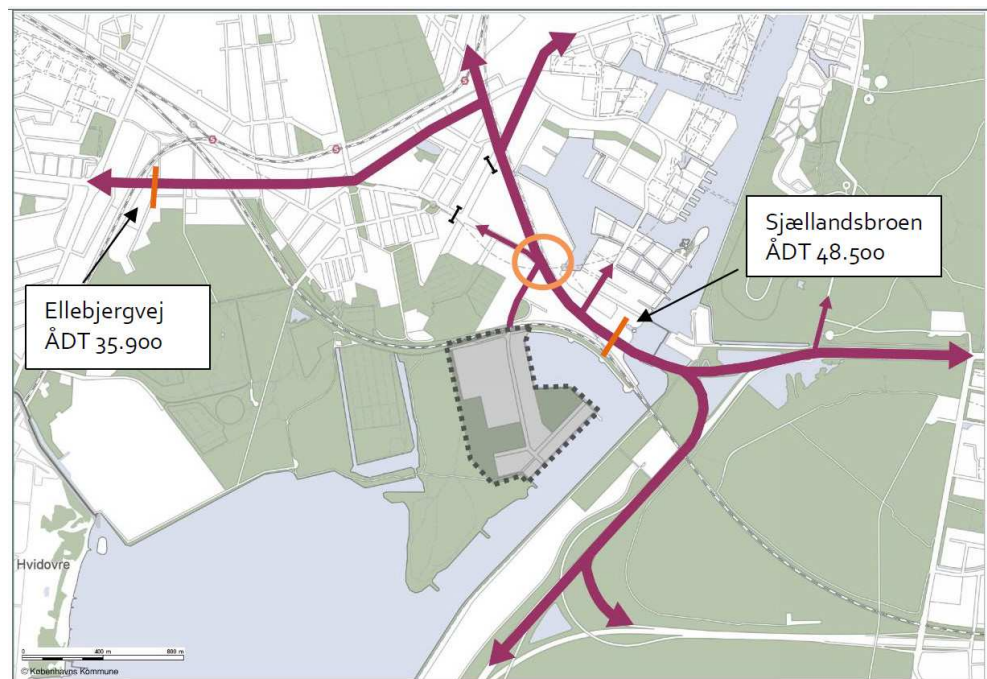 Sjællandsbroen
ÅDT 48.500
Ellebjergvej
ÅDT 35.900
Hvidovre
0 400 m 800 m
© Københavns Kommune